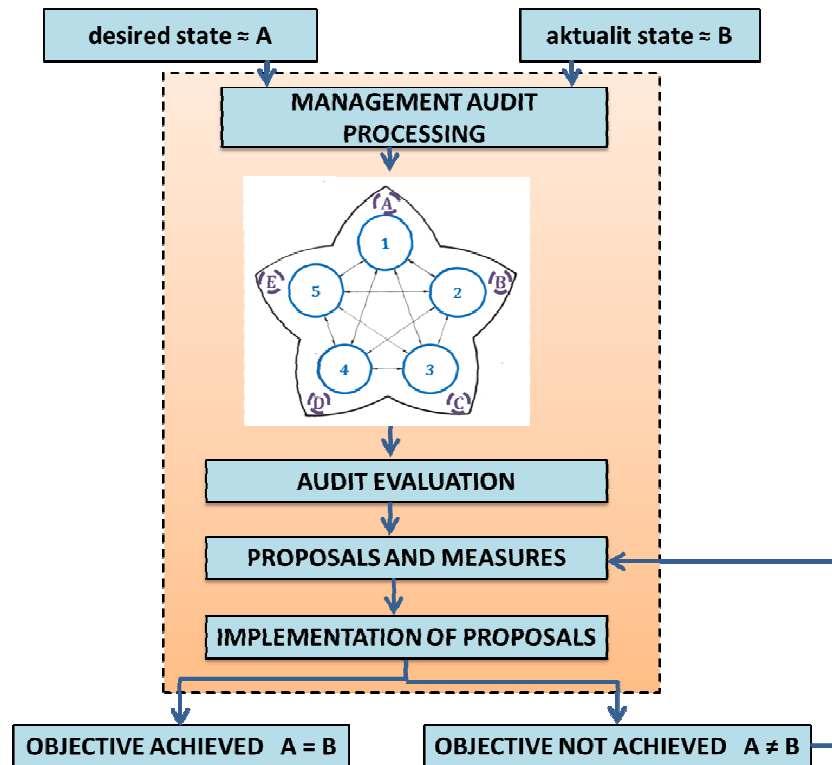 desired state ≈ A
aktualit state ≈ B
MANAGEMENT AUDIT
PROCESSING
A
1
E
5
2
B
4
3
D
C
AUDIT EVALUATION
PROPOSALS AND MEASURES
IMPLEMENTATION OF PROPOSALS
OBJECTIVE ACHIEVED A = B
OBJECTIVE NOT ACHIEVED A ≠ B